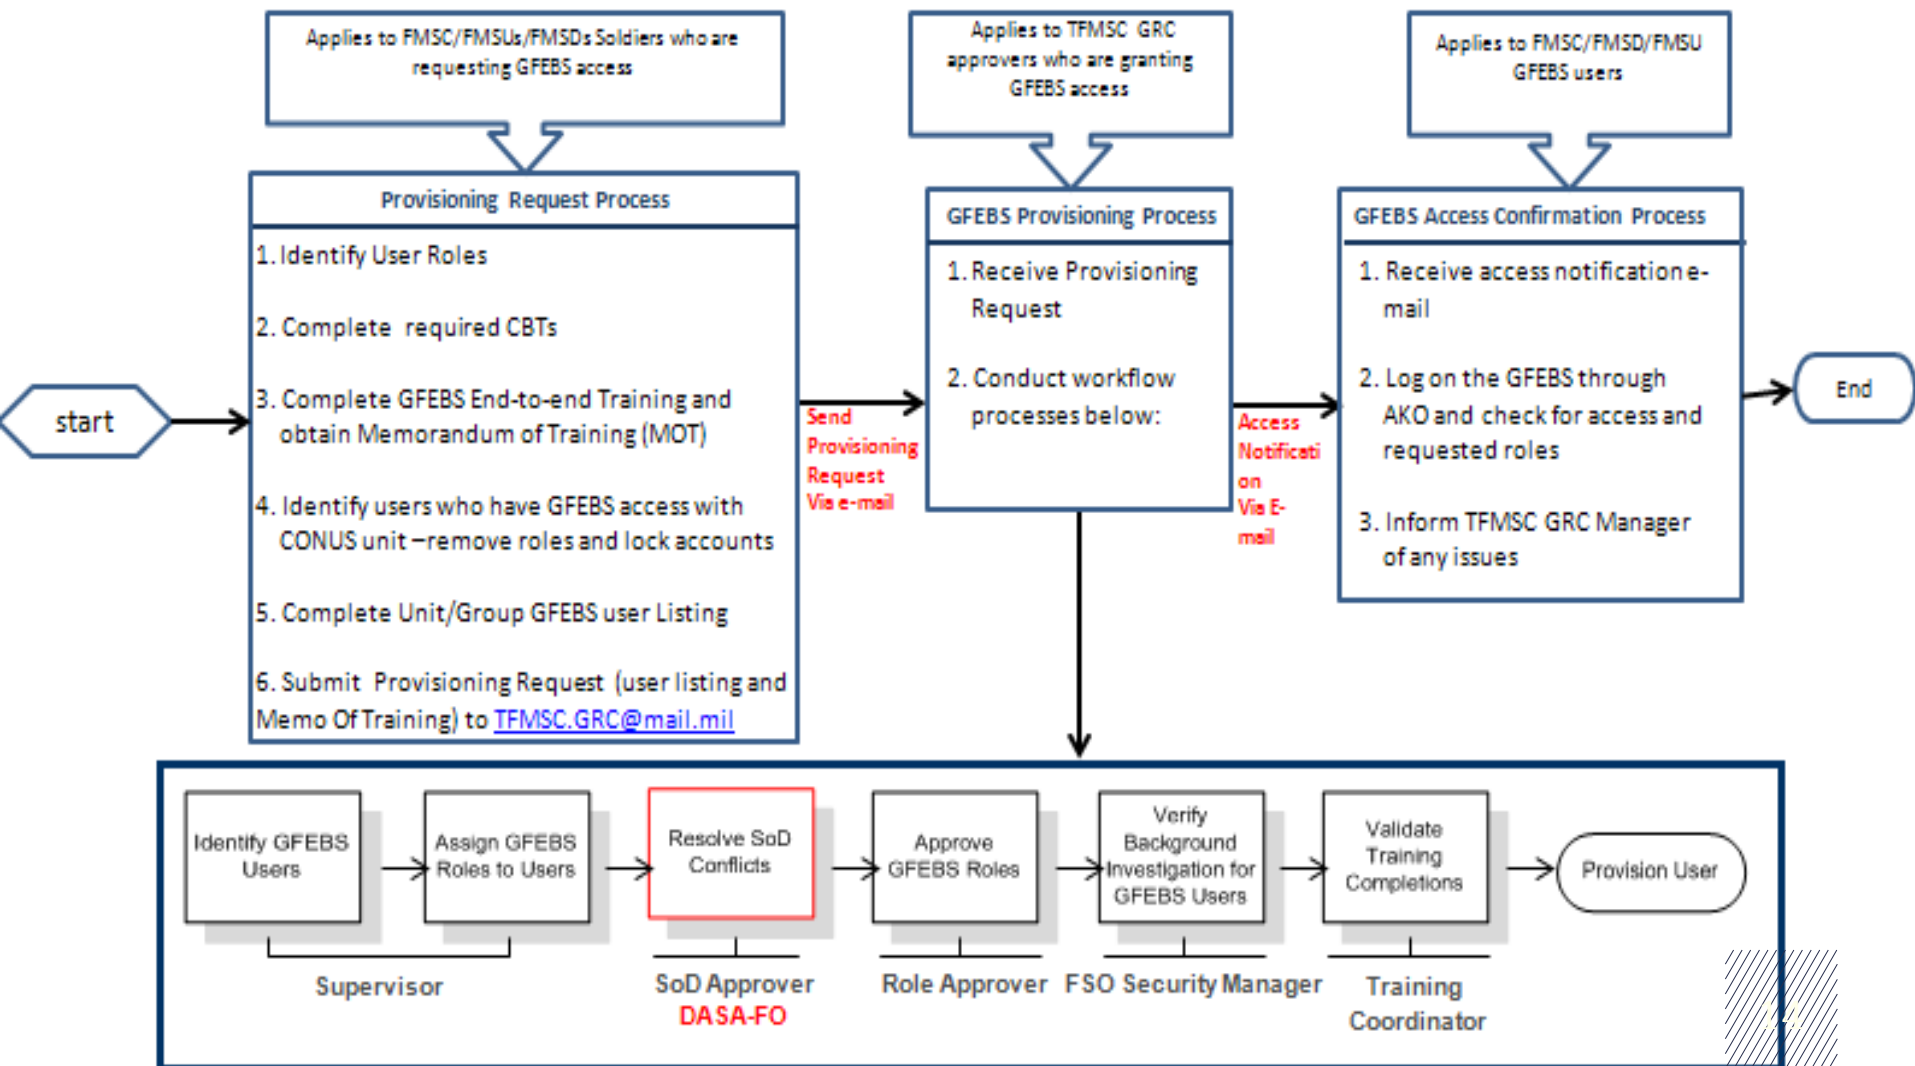 Applies to FMSC/FMSUs/FMSDs Soldiers who are
requesting GFEBS access
Applies to TFMSC GRC
approvers who are granting
GFEBS access
Applies to FMSC/FMSD/FMSU
GFEBS users
start
Provisioning Request Process
1. Identify User Roles
2. Complete required CBTs
3. Complete GFEBS End-to-end Training and
obtain Memorandum of Training (MOT)
4. Identify users who have GFEBS access with
CONUS unit –remove roles and lock accounts
5. Complete Unit/Group GFEBS user Listing
6. Submit Provisioning Request (user listing and
Memo Of Training) to TFMSC.GRC@mail.mil
Send
Provisioning
Request
Via e-mail
GFEBS Provisioning Process
1. Receive Provisioning
Request
2. Conduct workflow
processes below:
Access
Notificati
on
Via E-
mail
GFEBS Access Confirmation Process
1. Receive access notification e-
mail
2. Log on the GFEBS through
AKO and check for access and
requested roles
3. Inform TFMSC GRC Manager
of any issues
End
Identify GFEBS
Users
Assign GFEBS
Roles to Users
Resolve SoD
Conflicts
Approve
GFEBS Roles
Verify
Background
Investigation for
GFEBS Users
Validate
Training
Completions
Provision User
Supervisor
SoD Approver
DASA-FO
Role Approver
FSO Security Manager
Training
Coordinator
14